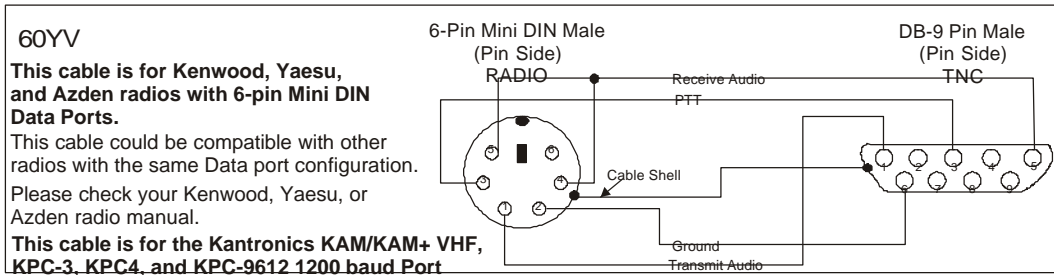 60YV
This cable is for Kenwood, Yaesu,
and Azden radios with 6-pin Mini DIN
Data Ports.
This cable could be compatible with other
radios with the same Data port configuration.
Please check your Kenwood, Yaesu, or
Azden radio manual.
This cable is for the Kantronics KAM/KAM+ VHF,
KPC-3, KPC4, and KPC-9612 1200 baud Port
6-Pin Mini DIN Male
(Pin Side)
RADIO
DB-9 Pin Male
(Pin Side)
TNC
Receive Audio
PTT
5
6
3
4
1
2
Cable Shell
1
2
3
4
5
6
7
8
9
Ground
Transmit Audio